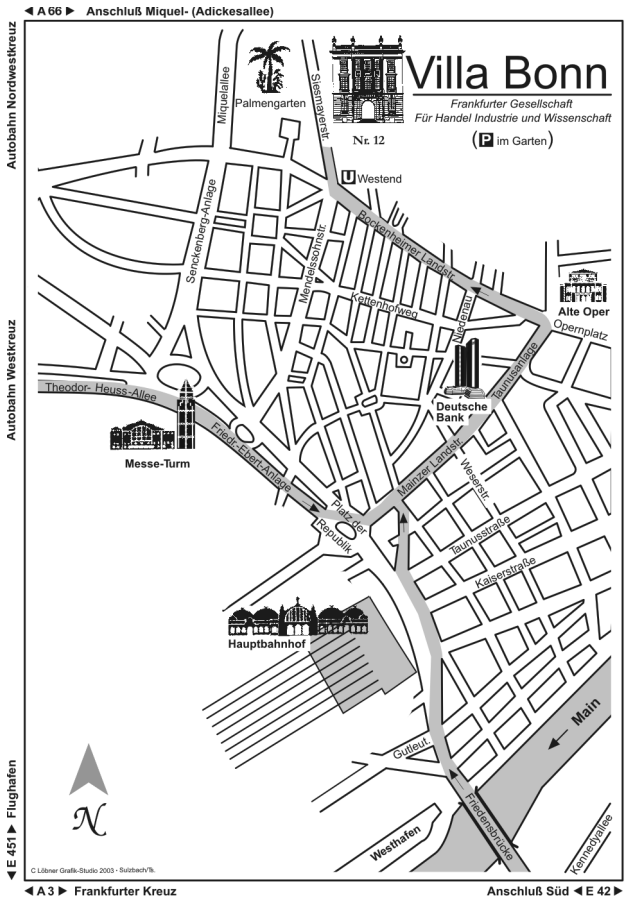 ◄ A 66 ► Anschluß Miquel- (Adickesallee)
Autobahn Nordwestkreuz
Autobahn Westkreuz
◄ E 451 ► Flughafen
Villa Bonn
Frankfurter Gesellschaft
Für Handel Industrie und Wissenschaft
(P im Garten)
Nr. 12
Palmengarten
Miquelallee
Siesmayerstr.
U Westend
Bockenheimer Landstr.
Senckenberg-Anlage
Mendelssohnstr.
Kettenhofweg
Niedenau
Alte Oper
Opernplatz
Taunusanlage
Deutsche
Bank
Theodor- Heuss-Allee
Messe-Turm
Friedr.-Ebert-Anlage
Mainzer Landstr.
Weserstr.
Platz der
Republik
Taunusstraße
Kaiserstraße
Hauptbahnhof
Main
Gutleut.
Friedensbrücke
Westhafen
Kennedyallee
N
C Löbner Grafik-Studio 2003 · Sulzbach/Ts.
◄ A 3 ► Frankfurter Kreuz
Anschluß Süd ◄ E 42 ►